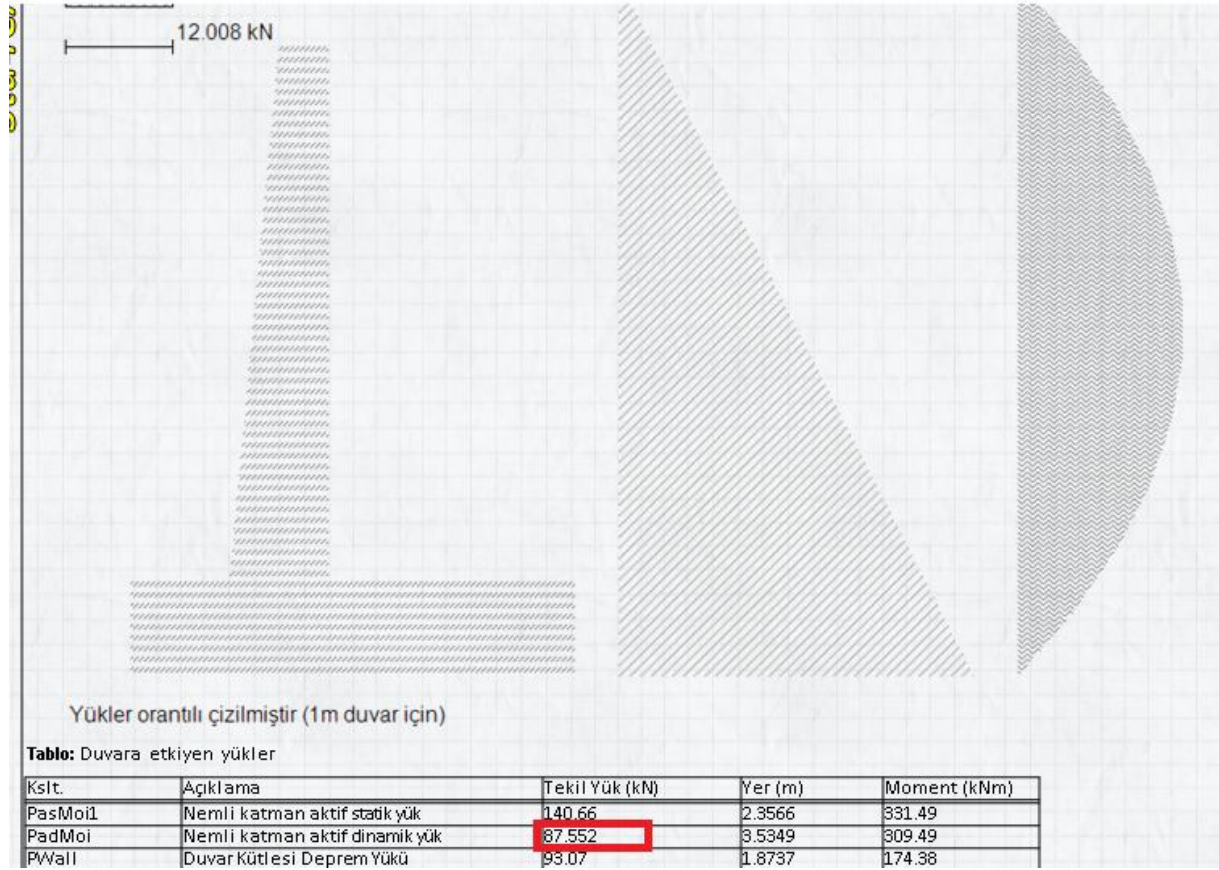 12.008 kN
Yükler orantılı çizilmiştir (1m duvar için)
Tablo: Duvara etkiyen yükler
Kslt. Açıklama Tekil Yük (kN) Yer (m) Moment (kNm)
PasMoi1 Nemli katman aktif statik yük 140.66 2.3566 331.49
PadMoi Nemli katman aktif dinamik yük 87.552 3.5349 309.49
PWall Duvar Kütlesi Deprem Yükü 93.07 1.8737 174.38